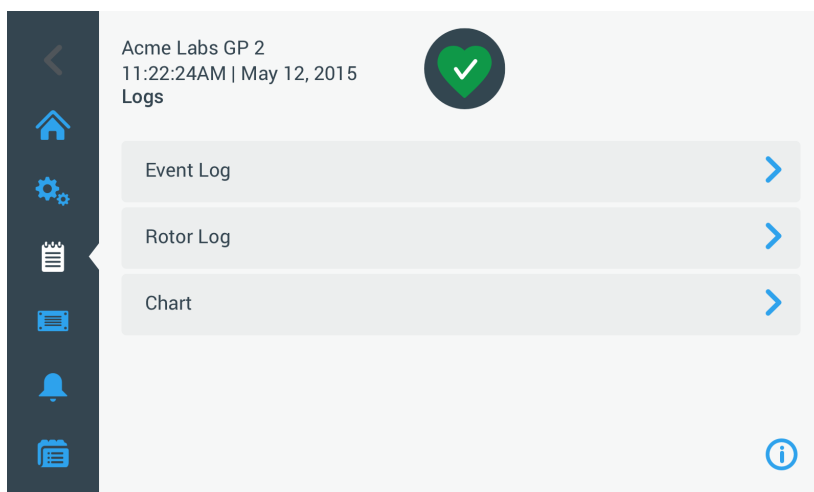 Acme Labs GP 2
11:22:24AM | May 12, 2015
Logs
Event Log
Rotor Log
Chart